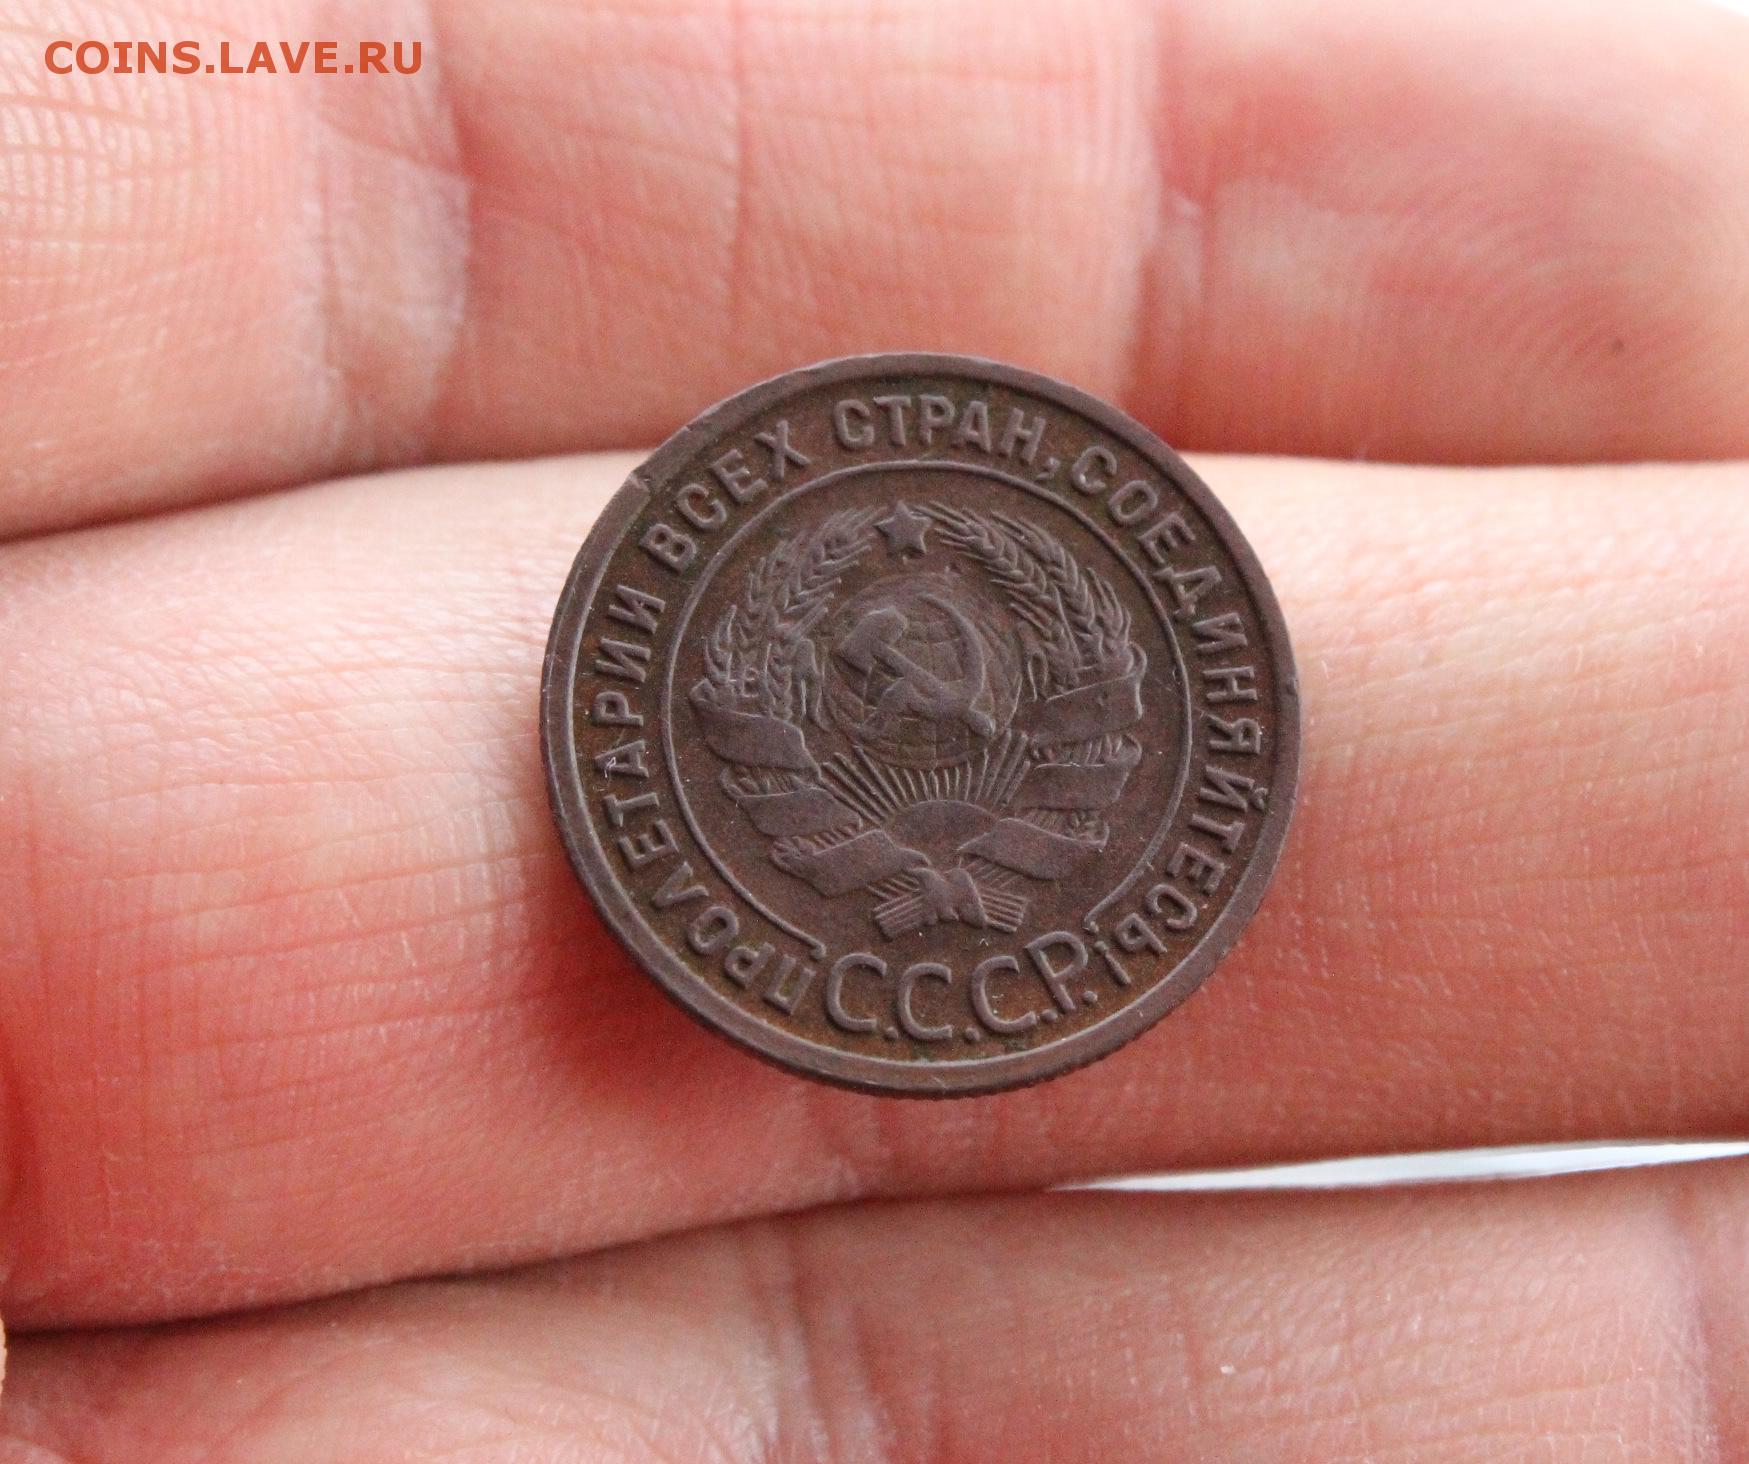 COINS.LAVE.RU
ПРОЛЕТАРИИ ВСЕХ СТРАН, СОЕДИНЯЙТЕСЬ!
С.С.С.Р.